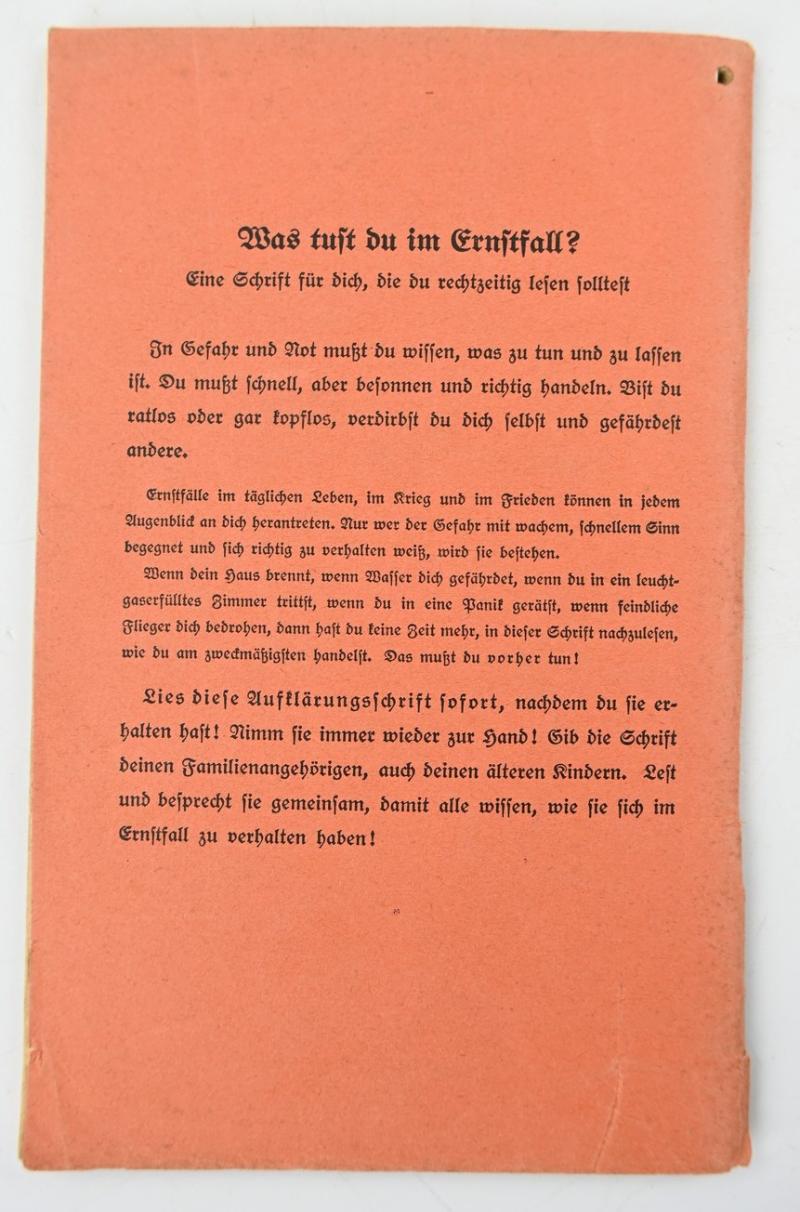 Was tust du im Ernstfall?
Eine Schrift für dich, die du rechtzeitig lesen solltest
In Gefahr und Not mußt du wissen, was zu tun und zu lassen
ist. Du mußt schnell, aber besonnen und richtig handeln. Bist du
ratlos oder gar kopflos, verdirbst du dich selbst und gefährdest
andere.
Ernstfälle im täglichen Leben, im Krieg und im Frieden können in jedem
Augenblick an dich herantreten. Nur wer der Gefahr mit wachem, schnellem Sinn
begegnet und sich richtig zu verhalten weiß, wird sie bestehen.
Wenn dein Haus brennt, wenn Wasser dich gefährdet, wenn du in ein leucht-
gaserfülltes Zimmer trittst, wenn du in eine Panik gerätst, wenn feindliche
Flieger dich bedrohen, dann hast du keine Zeit mehr, in dieser Schrift nachzulesen,
wie du am zweckmäßigsten handelst. Das mußt du vorher tun!
Lies diese Aufklärungsschrift sofort, nachdem du sie er-
halten hast! Nimm sie immer wieder zur Hand! Gib die Schrift
deinen Familienangehörigen, auch deinen älteren Kindern. Lest
und besprecht sie gemeinsam, damit alle wissen, wie sie sich im
Ernstfall zu verhalten haben!